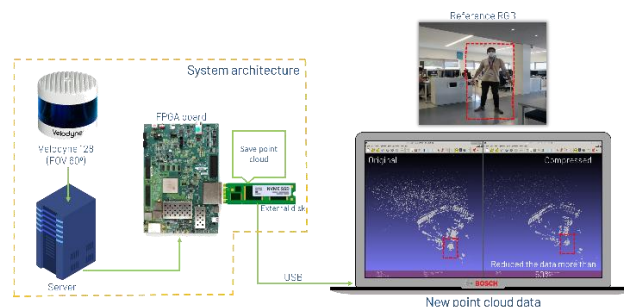 Reference RGB
System architecture
Velodyne
Velodyne 128
(FOV 60º)
FPGA board
Save point
cloud
External disk
Server
USB
Original
Compressed
Reduced the data more than
BOSCH
New point cloud data